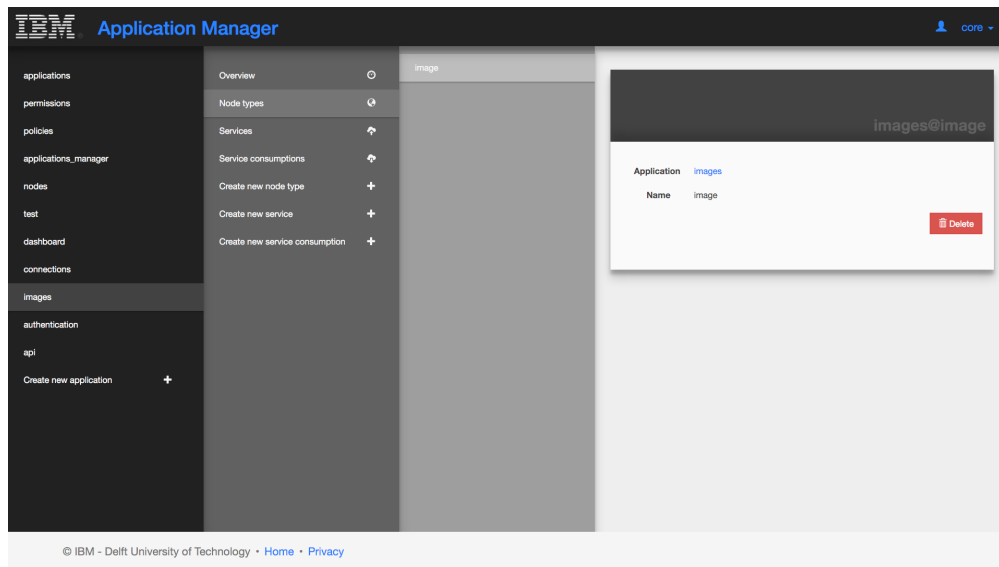 IBM Application Manager
core
applications
permissions
policies
applications_manager
nodes
test
dashboard
connections
images
authentication
api
Create new application
Overview
Node types
Services
Service consumptions
Create new node type
Create new service
Create new service consumption
image
images@image
Application images
Name image
Delete
© IBM - Delft University of Technology • Home • Privacy